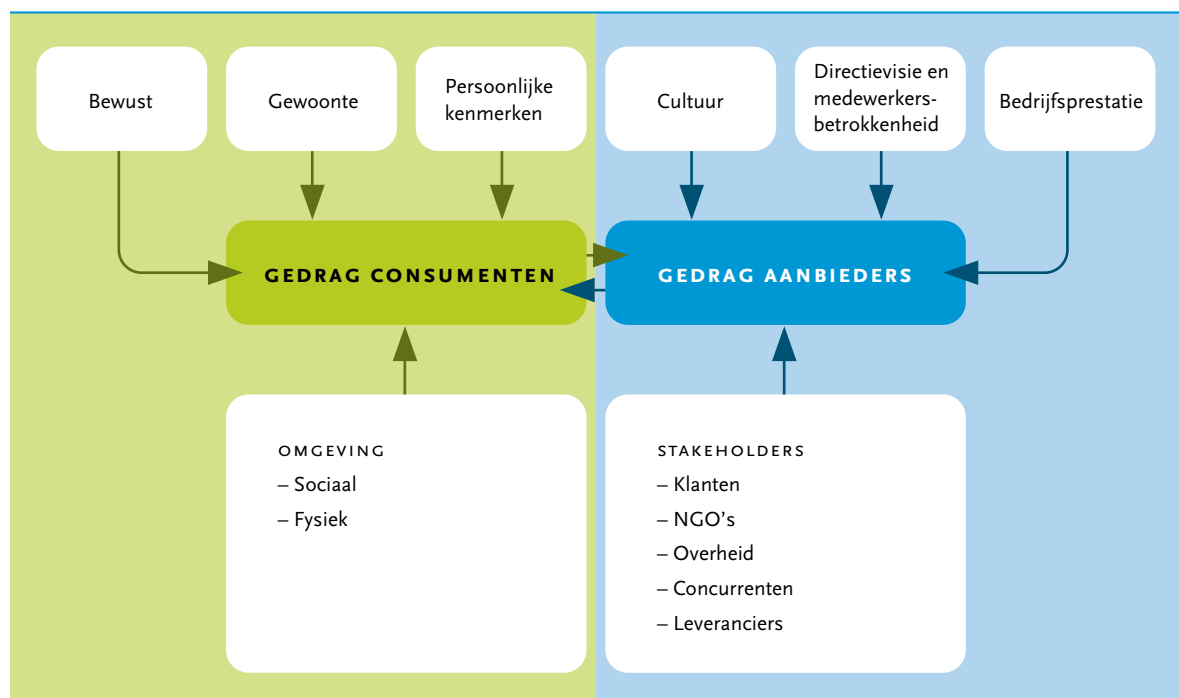 Bewust
Gewoonte
Persoonlijke
kenmerken
Cultuur
Directievisie en
medewerkers-
betrokkenheid
Bedrijfsprestatie
GEDRAG CONSUMENTEN
GEDRAG AANBIEDERS
OMGEVING
– Sociaal
– Fysiek
STAKEHOLDERS
– Klanten
– NGO's
– Overheid
– Concurrenten
– Leveranciers